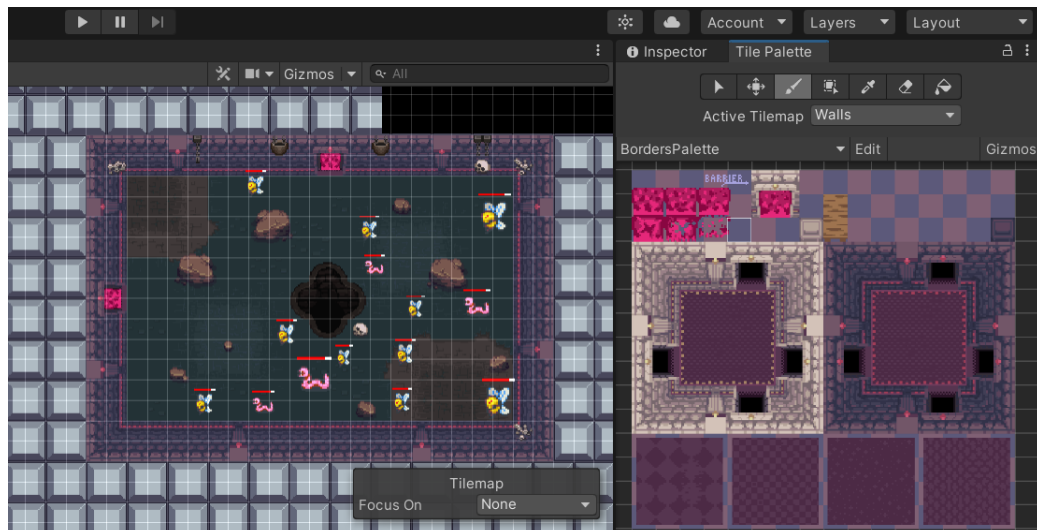 Account Layers Layout
Inspector Tile Palette
Gizmos All
Active Tilemap Walls
BordersPalette Edit Gizmos
BARRIER
Tilemap
Focus On None